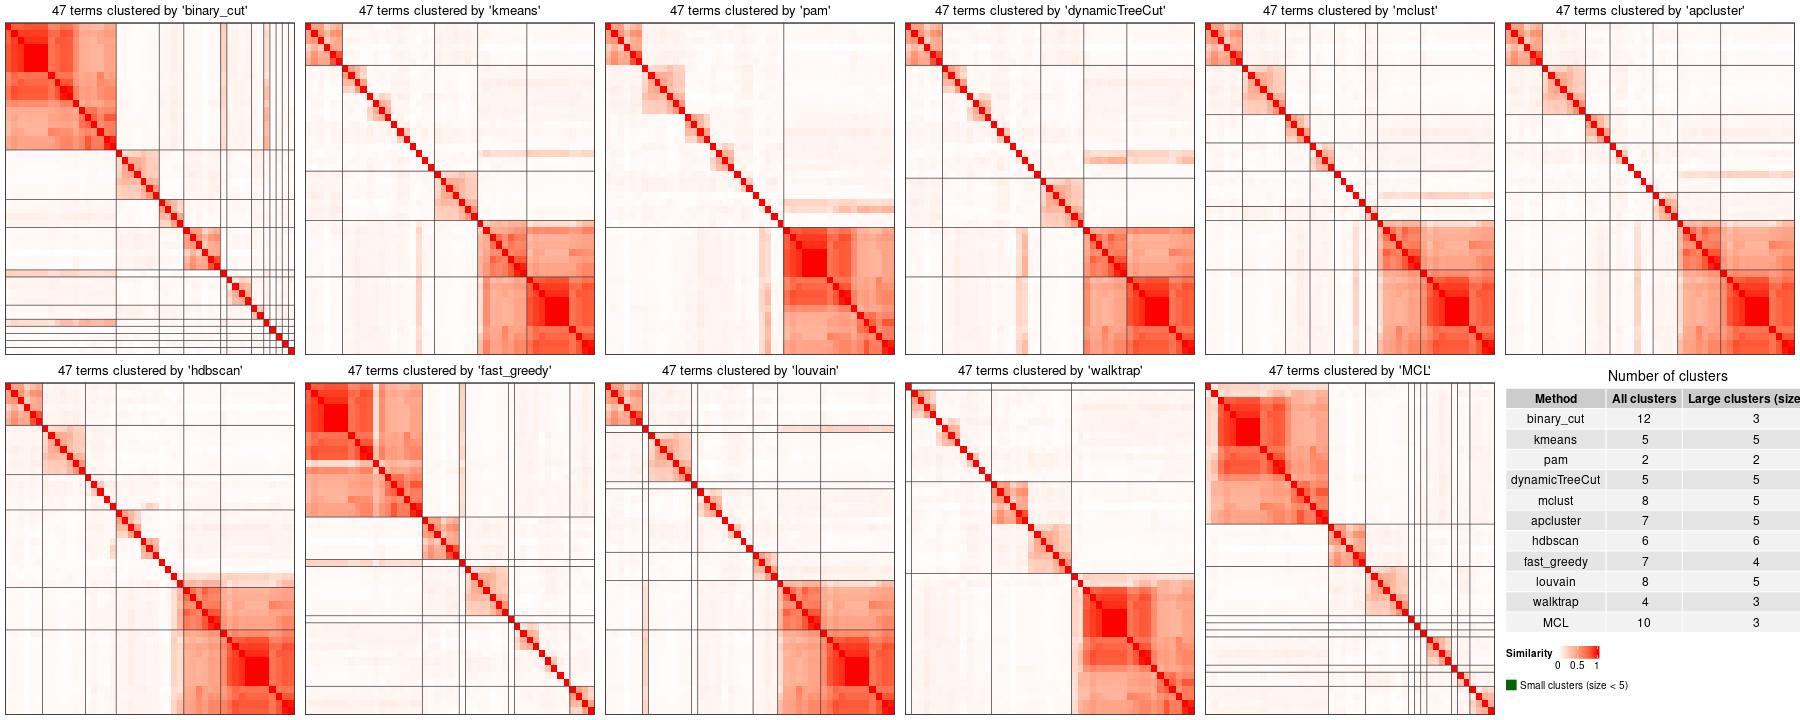 47 terms clustered by 'binary_cut'
47 terms clustered by 'kmeans'
47 terms clustered by 'pam'
47 terms clustered by 'dynamicTreeCut'
47 terms clustered by 'mclust'
47 terms clustered by 'apcluster'
47 terms clustered by 'hdbscan'
47 terms clustered by 'fast_greedy'
47 terms clustered by 'louvain'
47 terms clustered by 'walktrap'
47 terms clustered by 'MCL'
Number of clusters
Method All clusters Large clusters (size
binary_cut 12 3
kmeans 5 5
pam 2 2
dynamicTreeCut 5 5
mclust 8 5
apcluster 7 5
hdbscan 6 6
fast_greedy 7 4
louvain 8 5
walktrap 4 3
MCL 10 3
Similarity
0 0.5 1
Small clusters (size < 5)